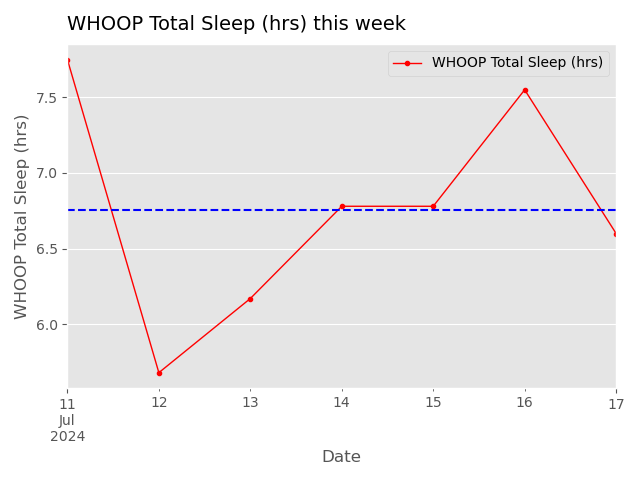 WHOOP Total Sleep (hrs) this week
WHOOP Total Sleep (hrs)
WHOOP Total Sleep (hrs)
7.5
7.0
6.5
6.0
11 12 13 14 15 16 17
Jul
2024
Date